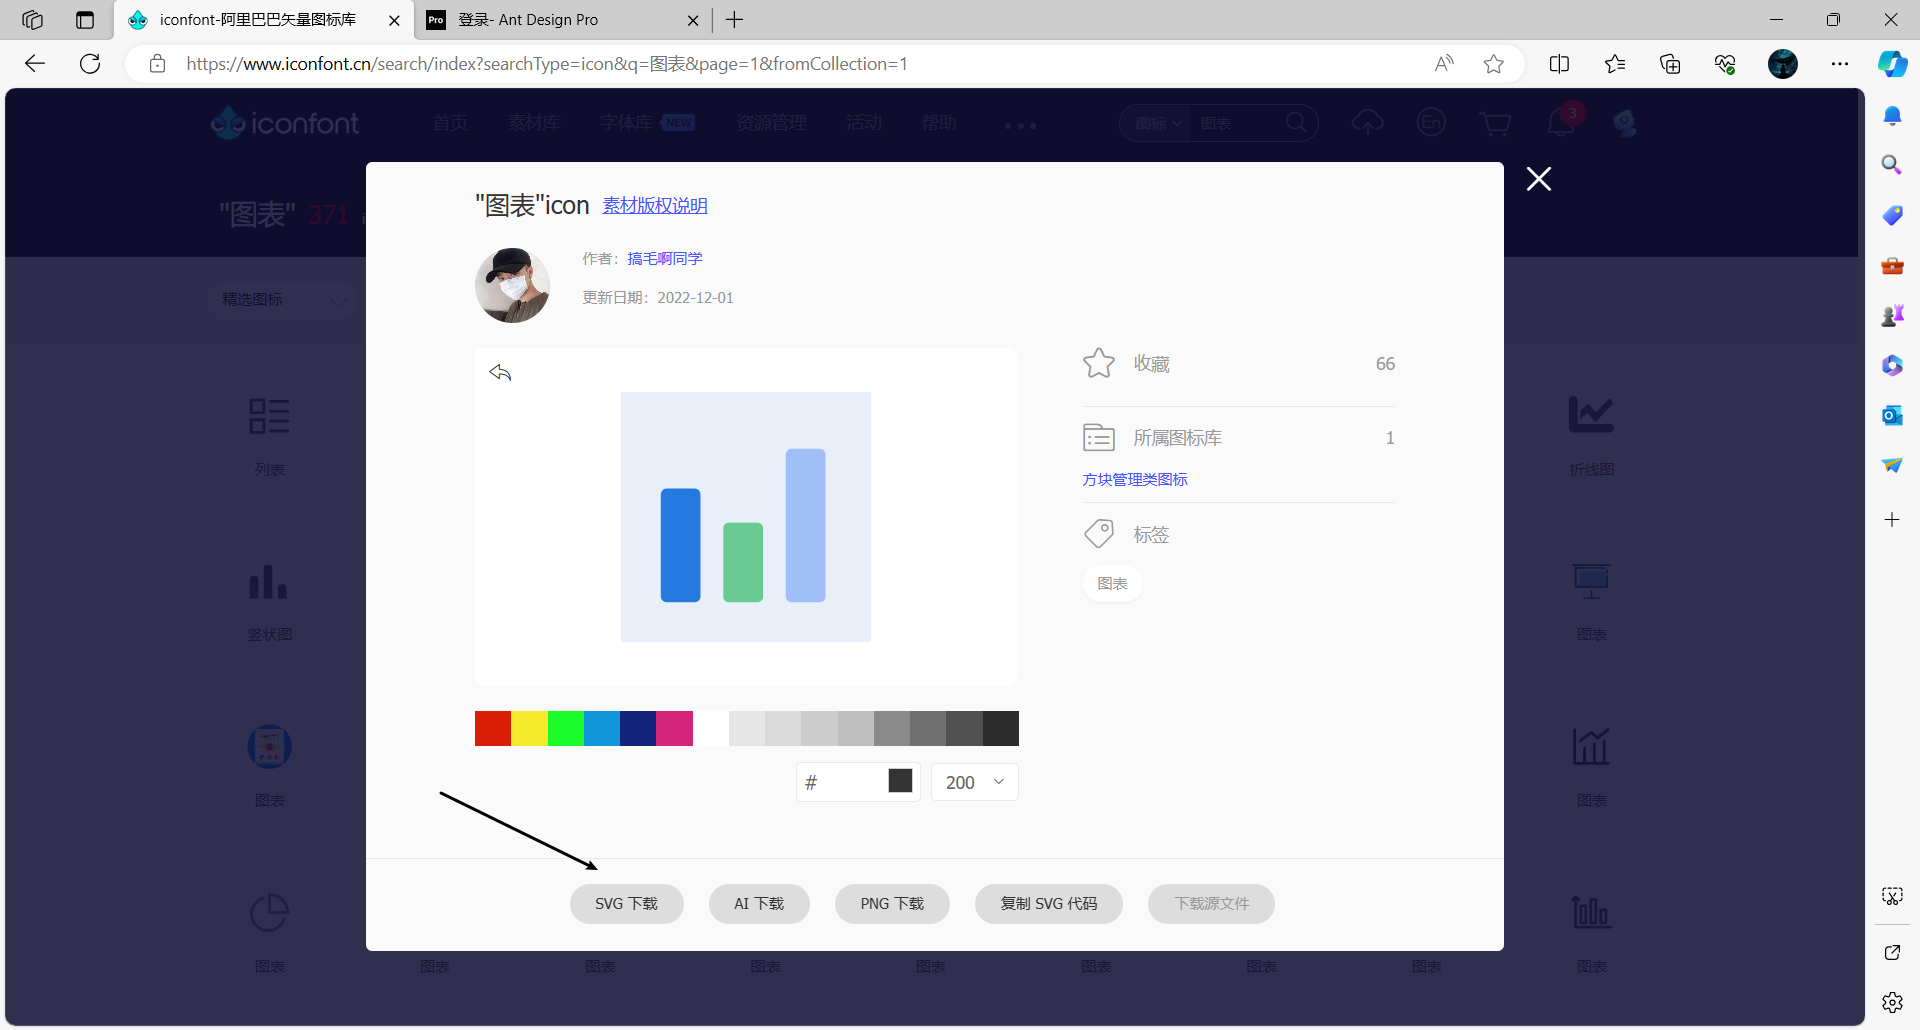 iconfont-阿里巴巴矢量图标库
Pro 登录- Ant Design Pro
https://www.iconfont.cn/search/index?searchType=icon&q=图表&page=1&fromCollection=1
iconfont 首页 素材库 字体库 NEW 资源管理 活动 帮助 图标 图表 En 3
"图表" 371
"图表"icon 素材版权说明
作者：搞毛啊同学
更新日期：2022-12-01
精选图标
收藏 66
所属图标库 1
方块管理类图标
标签
图表
列表
折线图
竖状图
图表
图表
图表
# 200
SVG 下载 AI 下载 PNG 下载 复制 SVG 代码 下载源文件
图表 图表 图表 图表 图表 图表 图表 图表 图表